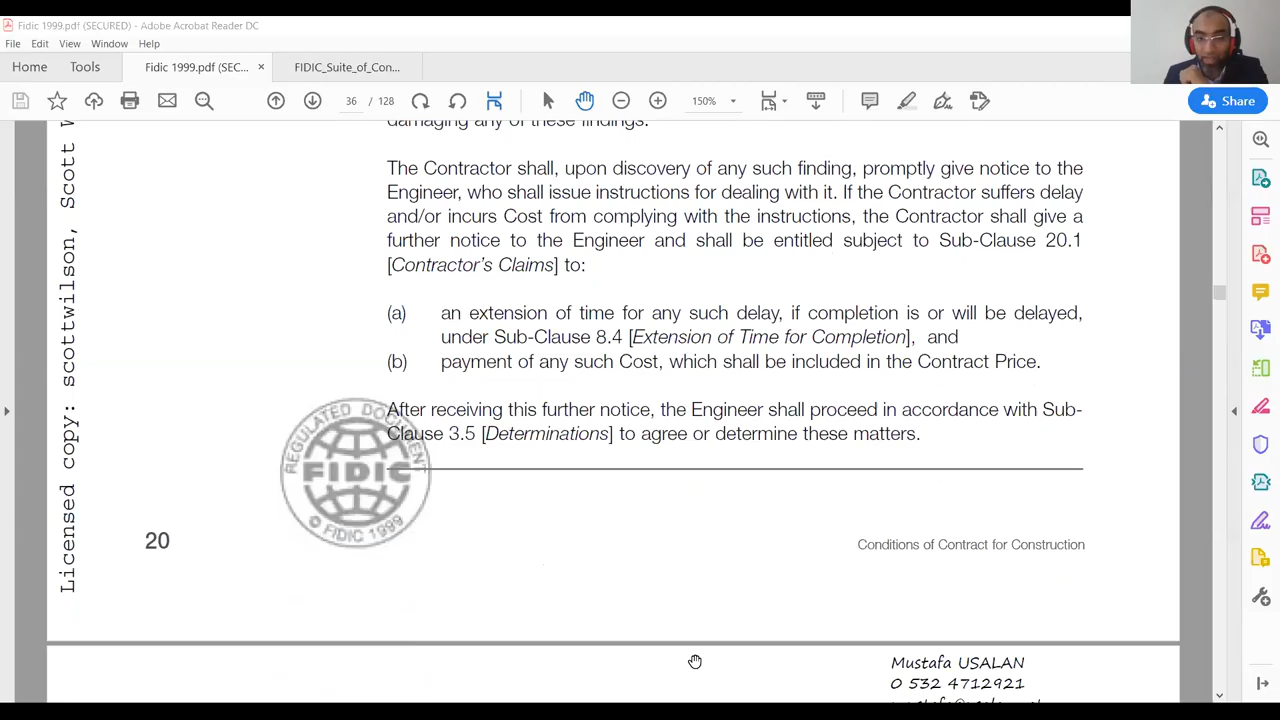 Fidic 1999.pdf (SECURED) - Adobe Acrobat Reader DC
File Edit View Window Help
Home Tools Fidic 1999.pdf (SEC... × FIDIC_Suite_of_Con...
36 / 128 150% Share
damaging any of these findings.
The Contractor shall, upon discovery of any such finding, promptly give notice to the
Engineer, who shall issue instructions for dealing with it. If the Contractor suffers delay
and/or incurs Cost from complying with the instructions, the Contractor shall give a
further notice to the Engineer and shall be entitled subject to Sub-Clause 20.1
[Contractor's Claims] to:
(a) an extension of time for any such delay, if completion is or will be delayed,
under Sub-Clause 8.4 [Extension of Time for Completion], and
(b) payment of any such Cost, which shall be included in the Contract Price.
After receiving this further notice, the Engineer shall proceed in accordance with Sub-
Clause 3.5 [Determinations] to agree or determine these matters.
REGULATED DOCUMENT
FIDIC
© FIDIC 1999
Licensed copy: scottwilson, Scott W
20
Conditions of Contract for Construction
Mustafa USALAN
0 532 4712921